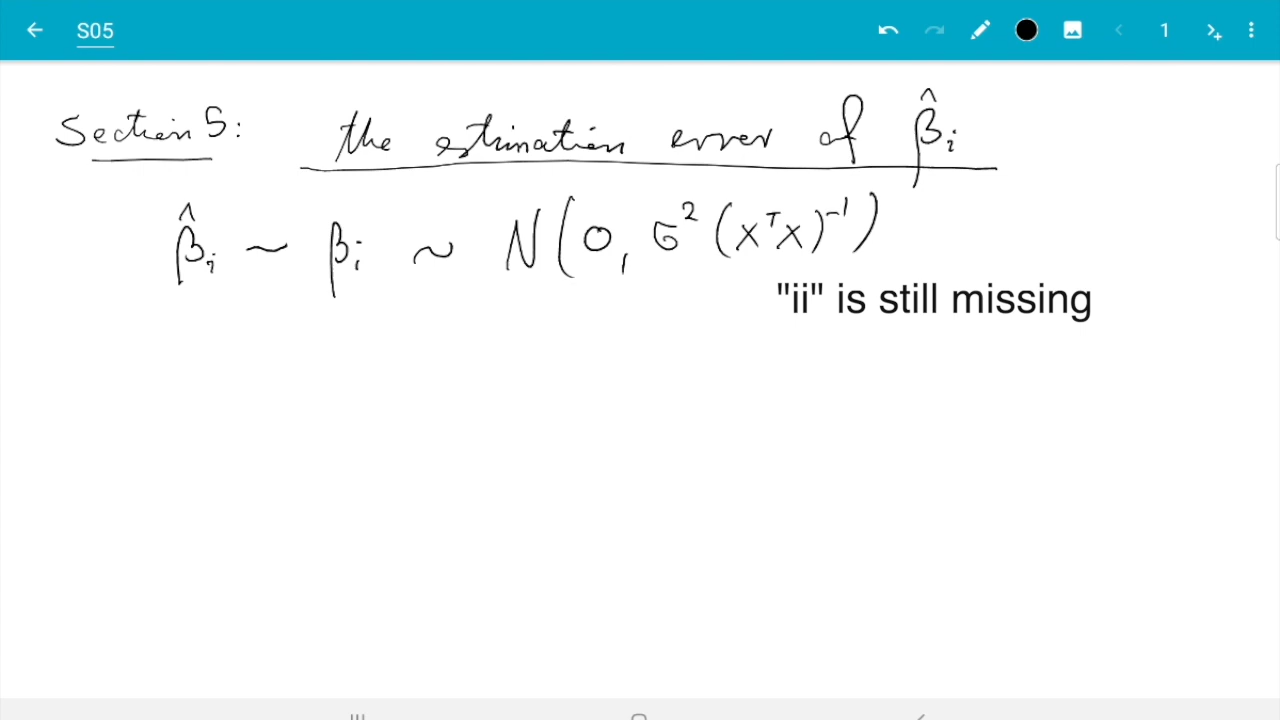 S05
1
Section 5: the estimation error of β̂ᵢ
β̂ᵢ ~ βᵢ ~ N(0, σ² (XᵀX)⁻¹)
"ii" is still missing